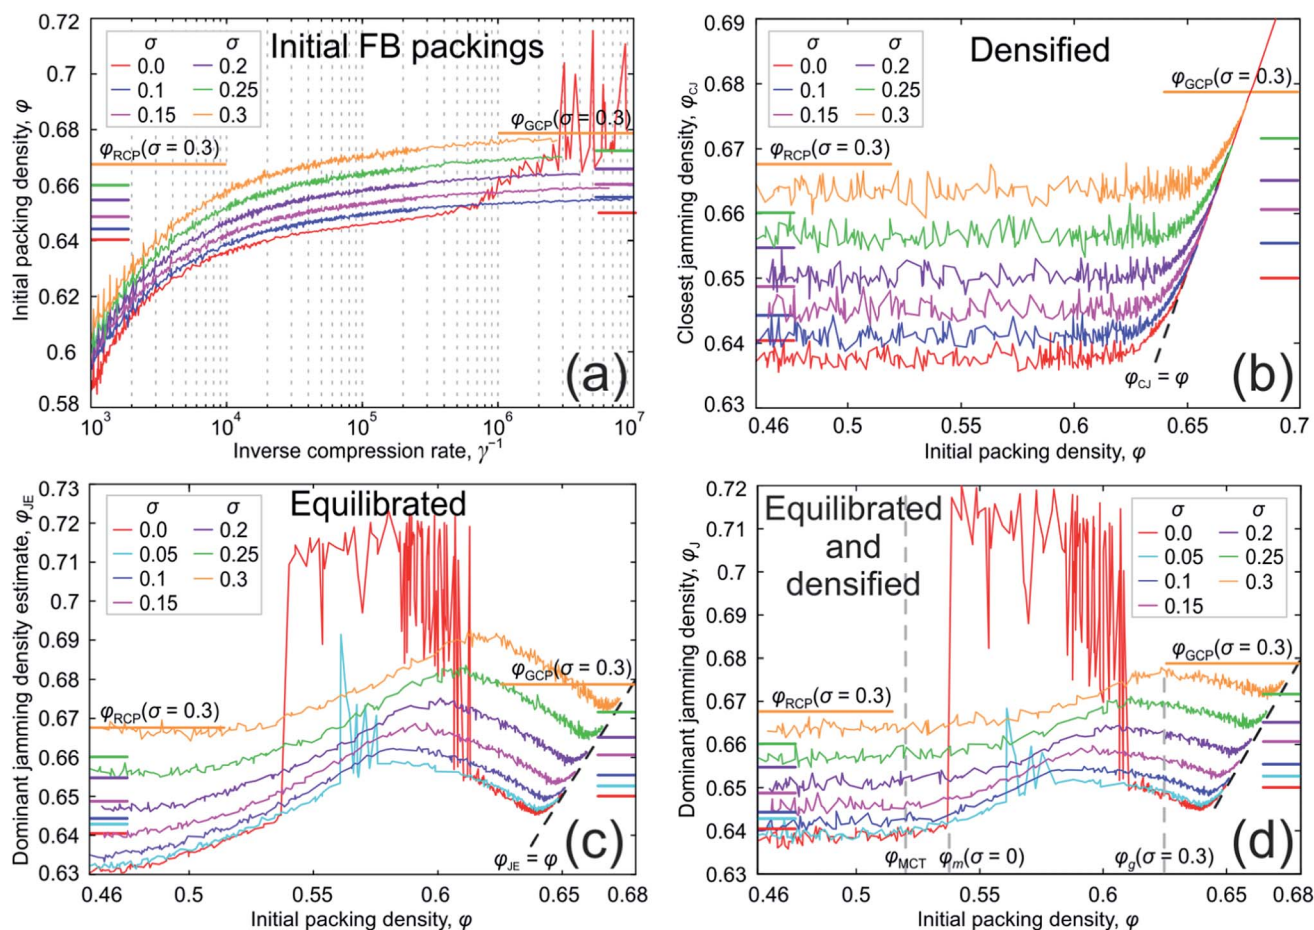 Initial FB packings
σ σ
0.0 0.2
0.1 0.25
0.15 0.3
φRCP(σ = 0.3)
φGCP(σ = 0.3)
0.72
0.7
0.68
0.66
0.64
0.62
0.6
0.58
Initial packing density, φ
10³ 10⁴ 10⁵ 10⁶ 10⁷
Inverse compression rate, γ⁻¹
(a)
Densified
σ σ
0.0 0.2
0.1 0.25
0.15 0.3
φGCP(σ = 0.3)
φRCP(σ = 0.3)
0.69
0.68
0.67
0.66
0.65
0.64
0.63
Closest jamming density, φCJ
φCJ = φ
0.46 0.5 0.55 0.6 0.65 0.7
Initial packing density, φ
(b)
Equilibrated
σ σ
0.0 0.2
0.05 0.25
0.1 0.3
0.15
φGCP(σ = 0.3)
φRCP(σ = 0.3)
0.73
0.72
0.71
0.7
0.69
0.68
0.67
0.66
0.65
0.64
0.63
Dominant jamming density estimate, φJE
φJE = φ
0.46 0.5 0.55 0.6 0.65 0.68
Initial packing density, φ
(c)
Equilibrated
and
densified
σ σ
0.0 0.2
0.05 0.25
0.1 0.3
0.15
φGCP(σ = 0.3)
φRCP(σ = 0.3)
0.72
0.71
0.7
0.69
0.68
0.67
0.66
0.65
0.64
0.63
Dominant jamming density, φJ
φMCT φm(σ = 0) φg(σ = 0.3)
0.46 0.5 0.55 0.6 0.66 0.68
Initial packing density, φ
(d)